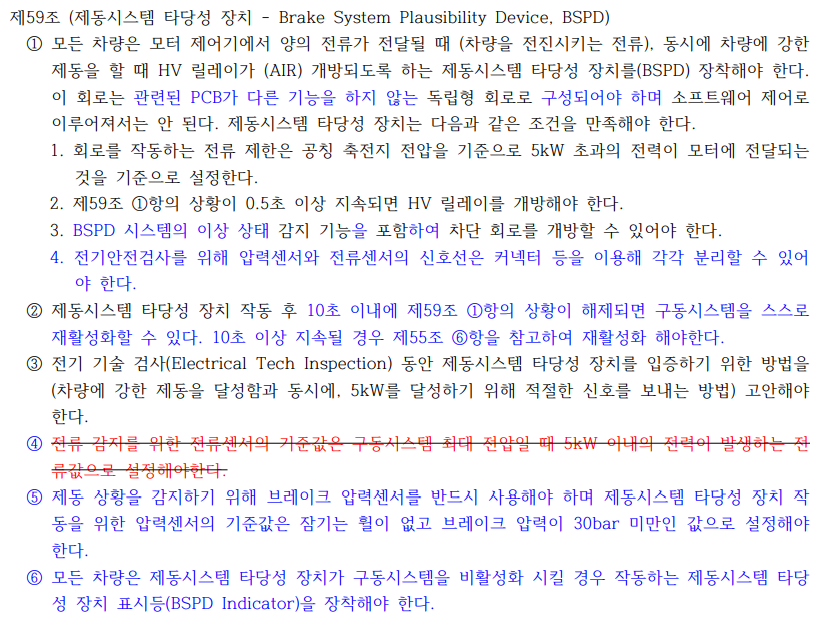 제59조 (제동시스템 타당성 장치 - Brake System Plausibility Device, BSPD)
① 모든 차량은 모터 제어기에서 양의 전류가 전달될 때 (차량을 전진시키는 전류), 동시에 차량에 강한
제동을 할 때 HV 릴레이가 (AIR) 개방되도록 하는 제동시스템 타당성 장치를(BSPD) 장착해야 한다.
이 회로는 관련된 PCB가 다른 기능을 하지 않는 독립형 회로로 구성되어야 하며 소프트웨어 제어로
이루어져서는 안 된다. 제동시스템 타당성 장치는 다음과 같은 조건을 만족해야 한다.
1. 회로를 작동하는 전류 제한은 공칭 축전지 전압을 기준으로 5kW 초과의 전력이 모터에 전달되는
것을 기준으로 설정한다.
2. 제59조 ①항의 상황이 0.5초 이상 지속되면 HV 릴레이를 개방해야 한다.
3. BSPD 시스템의 이상 상태 감지 기능을 포함하여 차단 회로를 개방할 수 있어야 한다.
4. 전기안전검사를 위해 압력센서와 전류센서의 신호선은 커넥터 등을 이용해 각각 분리할 수 있어
야 한다.
② 제동시스템 타당성 장치 작동 후 10초 이내에 제59조 ①항의 상황이 해제되면 구동시스템을 스스로
재활성화할 수 있다. 10초 이상 지속될 경우 제55조 ⑥항을 참고하여 재활성화 해야한다.
③ 전기 기술 검사(Electrical Tech Inspection) 동안 제동시스템 타당성 장치를 입증하기 위한 방법을
(차량에 강한 제동을 달성함과 동시에, 5kW를 달성하기 위해 적절한 신호를 보내는 방법) 고안해야
한다.
④ 전류 감지를 위한 전류센서의 기준값은 구동시스템 최대 전압일 때 5kW 이내의 전력이 발생하는 전
류값으로 설정해야한다.
⑤ 제동 상황을 감지하기 위해 브레이크 압력센서를 반드시 사용해야 하며 제동시스템 타당성 장치 작
동을 위한 압력센서의 기준값은 잠기는 휠이 없고 브레이크 압력이 30bar 미만인 값으로 설정해야
한다.
⑥ 모든 차량은 제동시스템 타당성 장치가 구동시스템을 비활성화 시킬 경우 작동하는 제동시스템 타당
성 장치 표시등(BSPD Indicator)을 장착해야 한다.